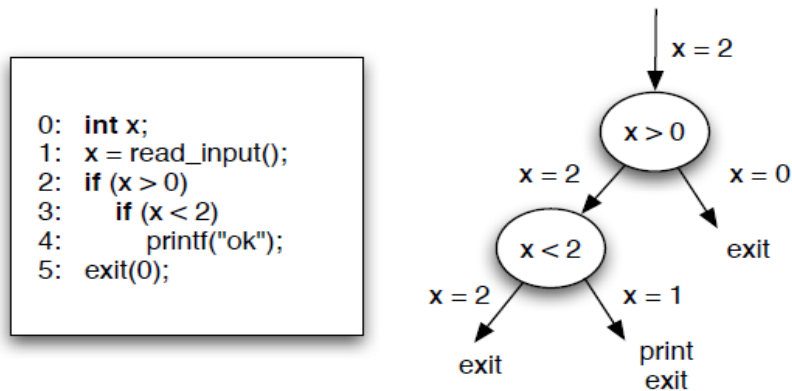 0: int x;
1: x = read_input();
2: if (x > 0)
3: if (x < 2)
4: printf("ok");
5: exit(0);
x = 2
x > 0
x = 2
x = 0
x < 2
exit
x = 2
x = 1
exit
print
exit